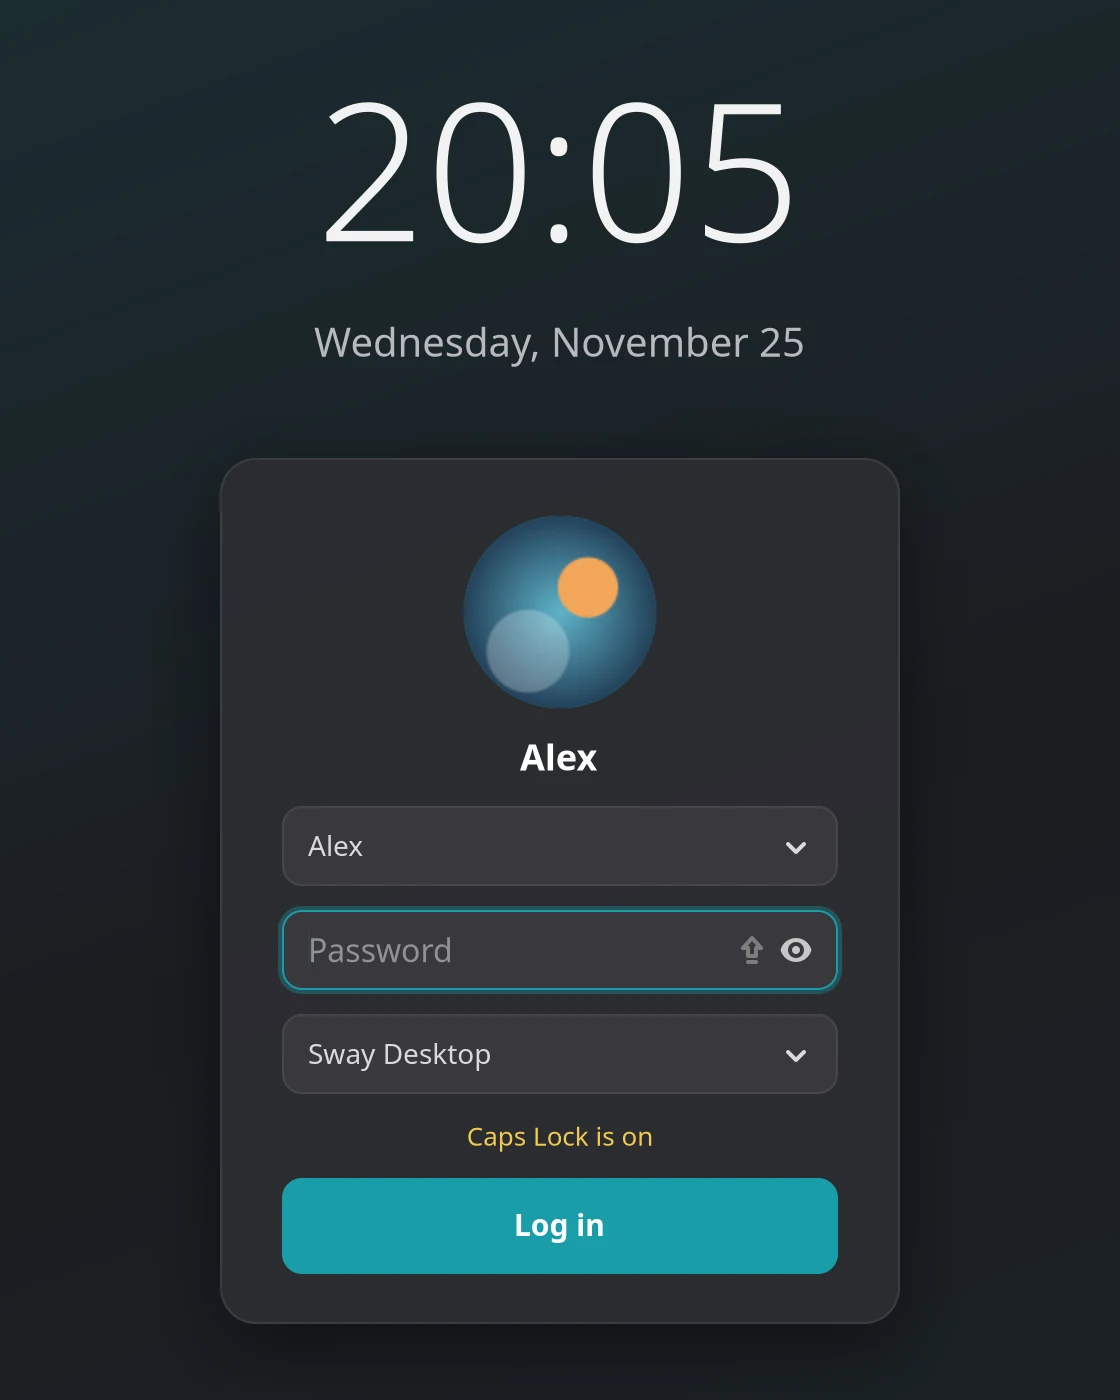 20:05
Wednesday, November 25
Alex
Alex
Password
Sway Desktop
Caps Lock is on
Log in